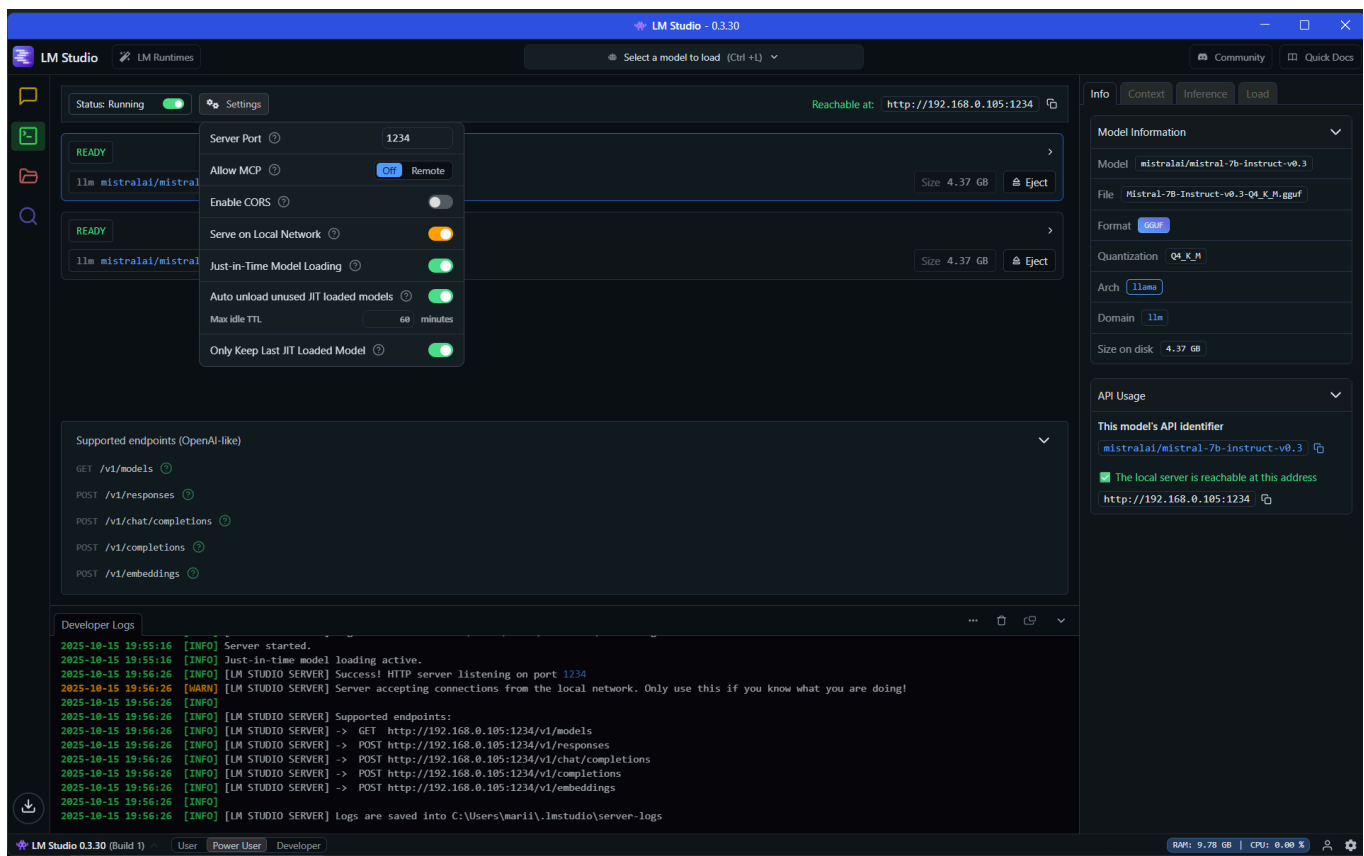 LM Studio - 0.3.30
LM Studio
LM Runtimes
Select a model to load (Ctrl +L)
Community
Quick Docs
Status: Running
Settings
Reachable at: http://192.168.0.105:1234
Server Port
1234
Allow MCP
Off Remote
Enable CORS
Serve on Local Network
Just-in-Time Model Loading
Auto unload unused JIT loaded models
Max idle TTL 60 minutes
Only Keep Last JIT Loaded Model
READY
llm mistralai/mistral
Size 4.37 GB
Eject
READY
llm mistralai/mistral
Size 4.37 GB
Eject
Supported endpoints (OpenAI-like)
GET /v1/models
POST /v1/responses
POST /v1/chat/completions
POST /v1/completions
POST /v1/embeddings
Info Context Inference Load
Model Information
Model mistralai/mistral-7b-instruct-v0.3
File Mistral-7B-Instruct-v0.3-Q4_K_M.gguf
Format GGUF
Quantization Q4_K_M
Arch llama
Domain llm
Size on disk 4.37 GB
API Usage
This model's API identifier
mistralai/mistral-7b-instruct-v0.3
The local server is reachable at this address
http://192.168.0.105:1234
Developer Logs
2025-10-15 19:55:16 [INFO] Server started.
2025-10-15 19:55:16 [INFO] Just-in-time model loading active.
2025-10-15 19:56:26 [INFO] [LM STUDIO SERVER] Success! HTTP server listening on port 1234
2025-10-15 19:56:26 [WARN] [LM STUDIO SERVER] Server accepting connections from the local network. Only use this if you know what you are doing!
2025-10-15 19:56:26 [INFO]
2025-10-15 19:56:26 [INFO] [LM STUDIO SERVER] Supported endpoints:
2025-10-15 19:56:26 [INFO] [LM STUDIO SERVER] -> GET http://192.168.0.105:1234/v1/models
2025-10-15 19:56:26 [INFO] [LM STUDIO SERVER] -> POST http://192.168.0.105:1234/v1/responses
2025-10-15 19:56:26 [INFO] [LM STUDIO SERVER] -> POST http://192.168.0.105:1234/v1/chat/completions
2025-10-15 19:56:26 [INFO] [LM STUDIO SERVER] -> POST http://192.168.0.105:1234/v1/completions
2025-10-15 19:56:26 [INFO] [LM STUDIO SERVER] -> POST http://192.168.0.105:1234/v1/embeddings
2025-10-15 19:56:26 [INFO]
2025-10-15 19:56:26 [INFO] [LM STUDIO SERVER] Logs are saved into C:\Users\marii\.lmstudio\server-logs
LM Studio 0.3.30 (Build 1)
User Power User Developer
RAM: 9.78 GB | CPU: 0.00 %